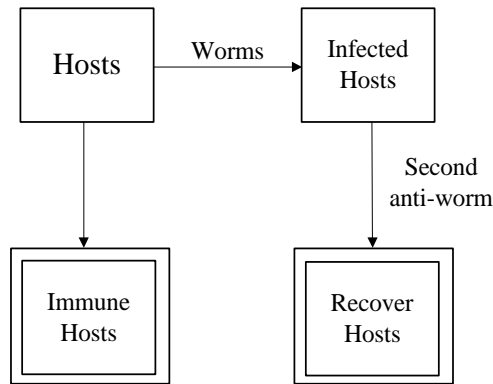 Hosts
Worms
Infected
Hosts
Second
anti-worm
Immune
Hosts
Recover
Hosts